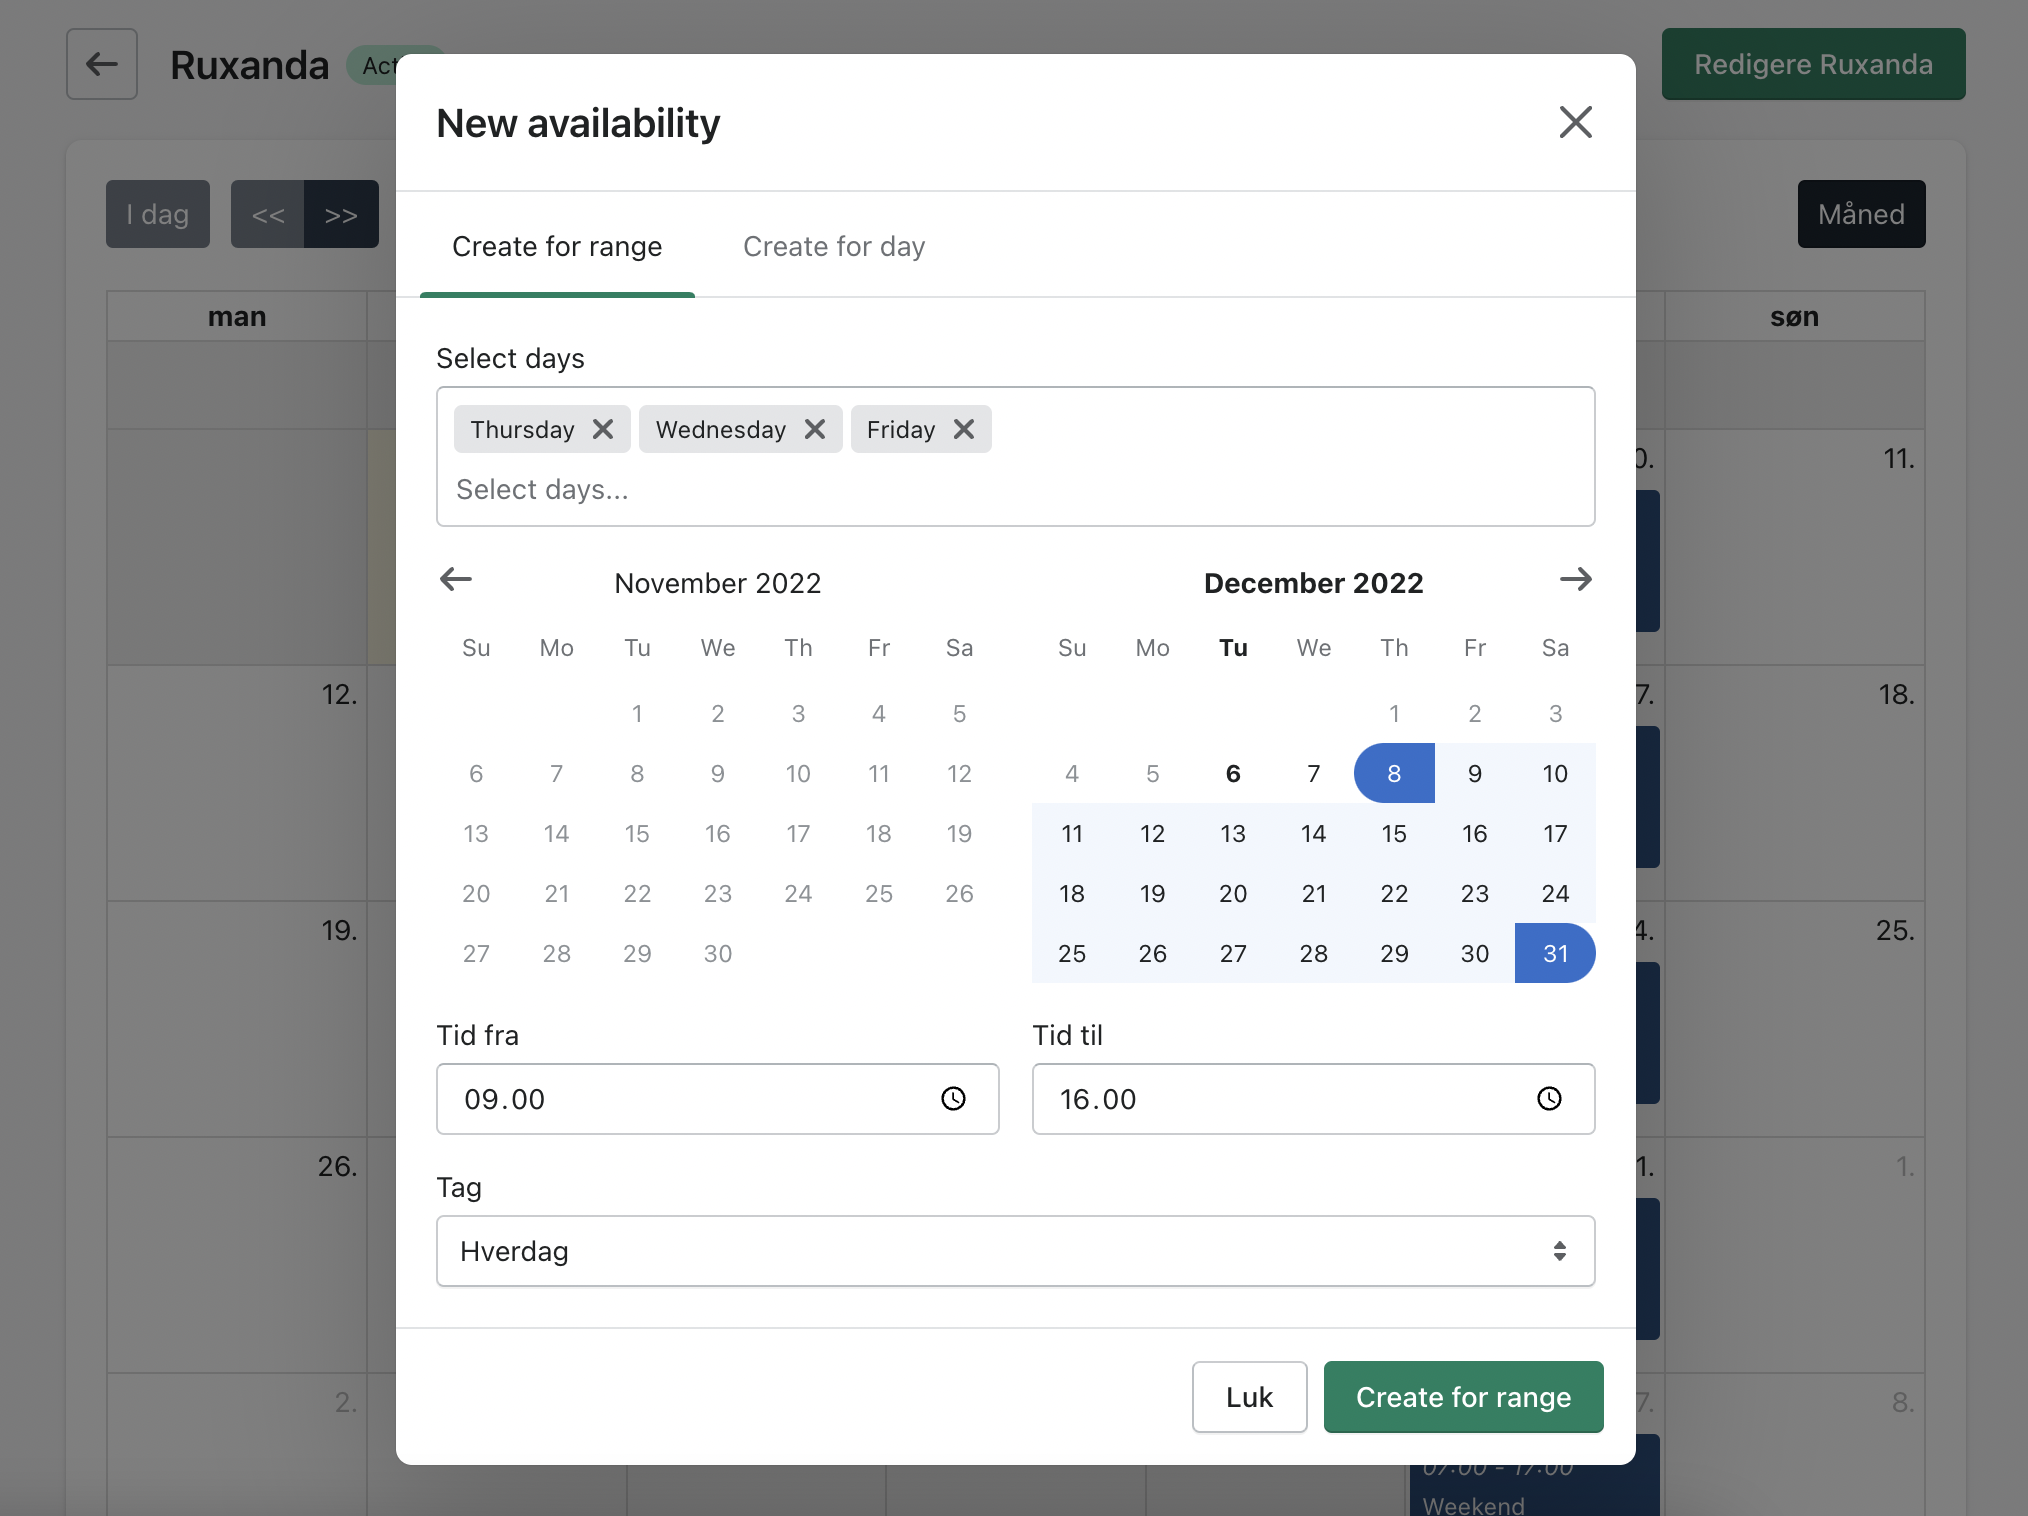 Ruxanda
Redigere Ruxanda
New availability
I dag
<<
>>
Måned
Create for range
Create for day
man
søn
Select days
Thursday Wednesday Friday
Select days...
11.
November 2022
December 2022
Su Mo Tu We Th Fr Sa
Su Mo Tu We Th Fr Sa
1 2 3 4 5
1 2 3
6 7 8 9 10 11 12
4 5 6 7 8 9 10
13 14 15 16 17 18 19
11 12 13 14 15 16 17
20 21 22 23 24 25 26
18 19 20 21 22 23 24
27 28 29 30
25 26 27 28 29 30 31
12.
18.
19.
25.
Tid fra
Tid til
09.00
16.00
26.
1.
Tag
Hverdag
2.
8.
Luk
Create for range
07:00 - 17:00
Weekend